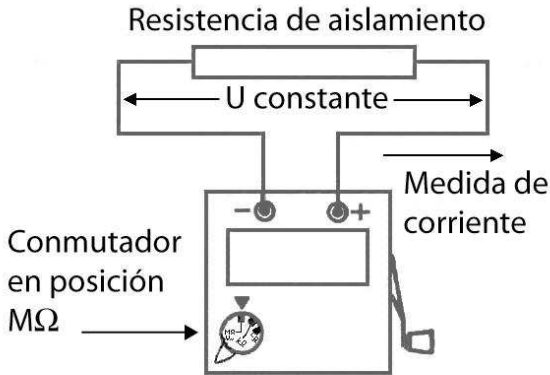 Resistencia de aislamiento
U constante
Medida de
corriente
- +
Conmutador
en posición
MΩ